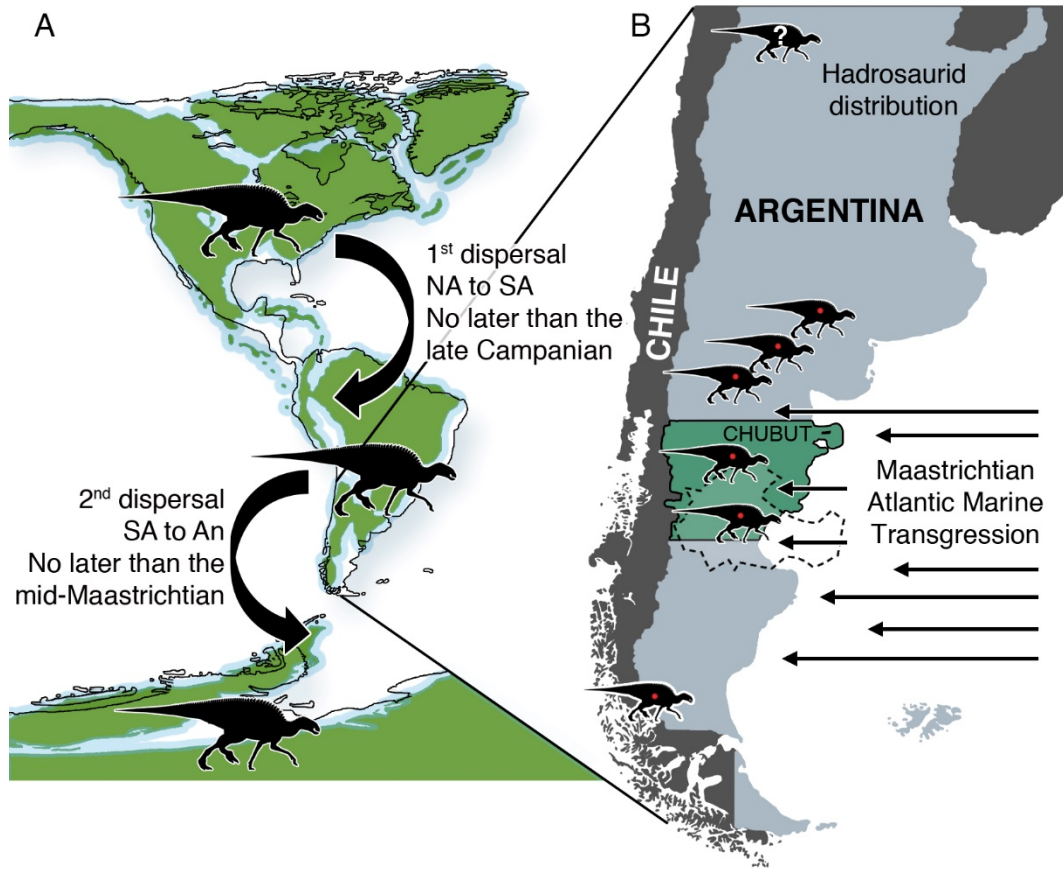 A
1st dispersal
NA to SA
No later than the
late Campanian
2nd dispersal
SA to An
No later than the
mid-Maastrichtian
B
?
Hadrosaurid
distribution
ARGENTINA
CHILE
CHUBUT
Maastrichtian
Atlantic Marine
Transgression